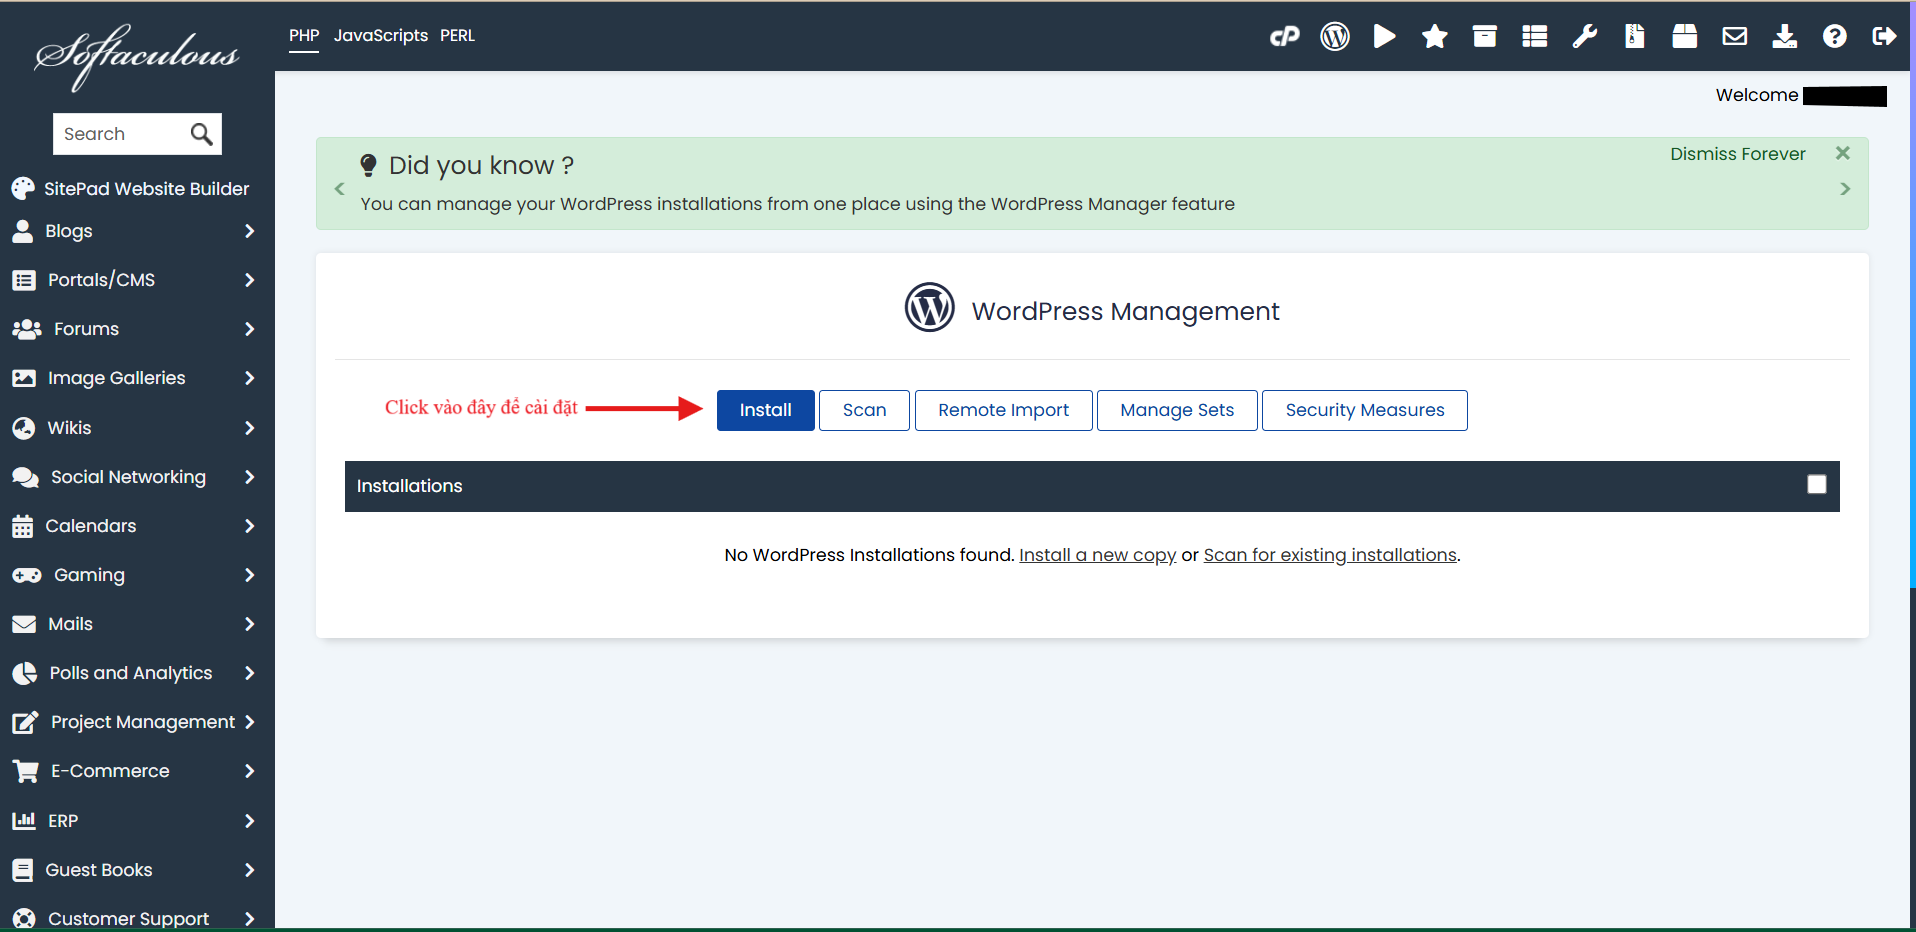 Softaculous
PHP JavaScripts PERL
cP
Welcome
Search
SitePad Website Builder
Blogs
Portals/CMS
Forums
Image Galleries
Wikis
Social Networking
Calendars
Gaming
Mails
Polls and Analytics
Project Management
E-Commerce
ERP
Guest Books
Customer Support
Did you know ?
Dismiss Forever
You can manage your WordPress installations from one place using the WordPress Manager feature
WordPress Management
Click vào đây để cài đặt
Install Scan Remote Import Manage Sets Security Measures
Installations
No WordPress Installations found. Install a new copy or Scan for existing installations.